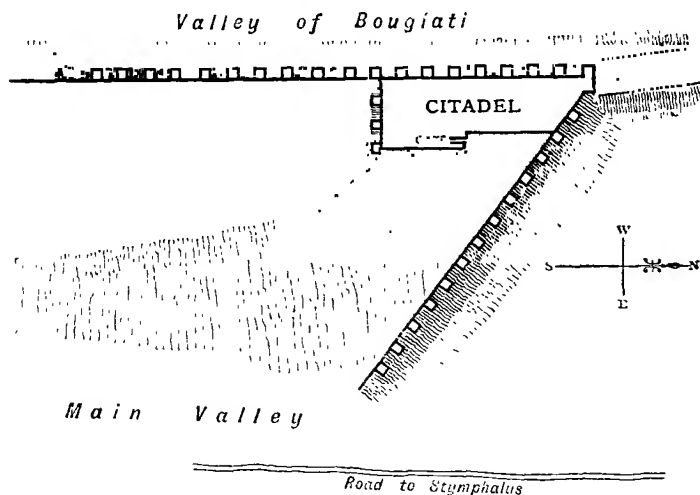 Valley of Bougiati
CITADEL
W
S N
E
Main Valley
Road to Stymphalus